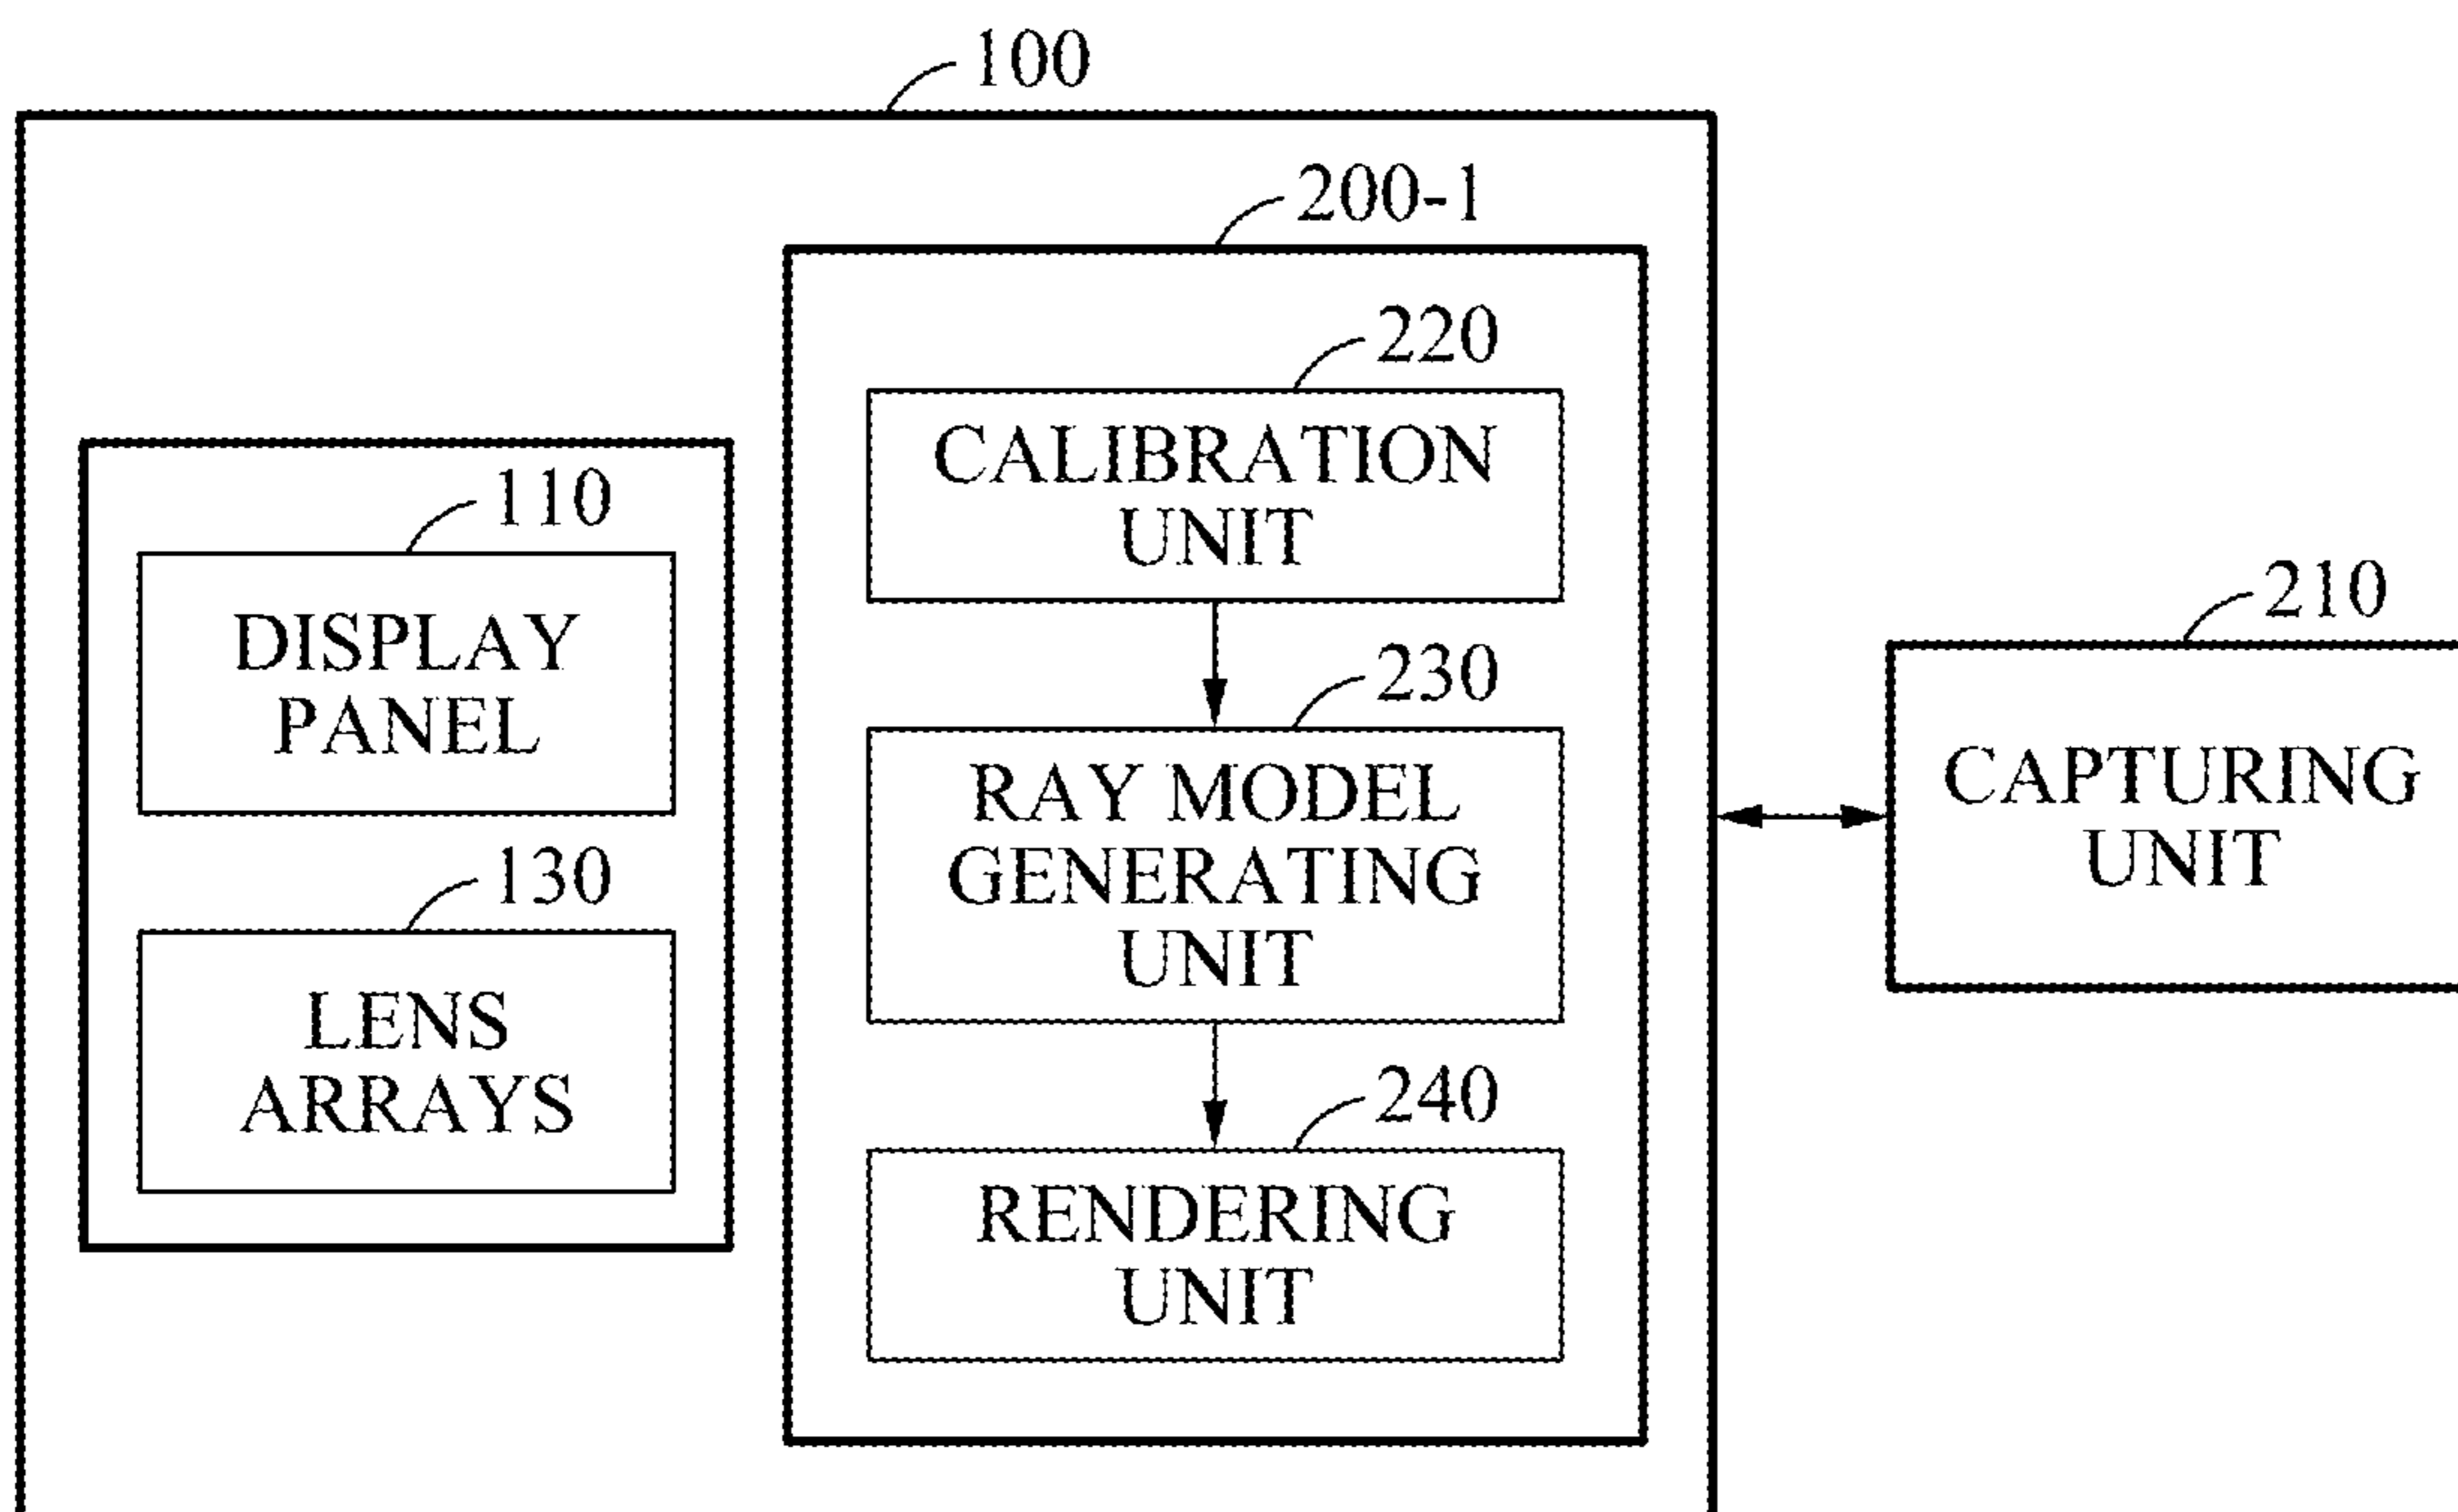 100
200-1
220
CALIBRATION
UNIT
110
DISPLAY
PANEL
230
RAY MODEL
GENERATING
UNIT
130
LENS
ARRAYS
240
RENDERING
UNIT
210
CAPTURING
UNIT